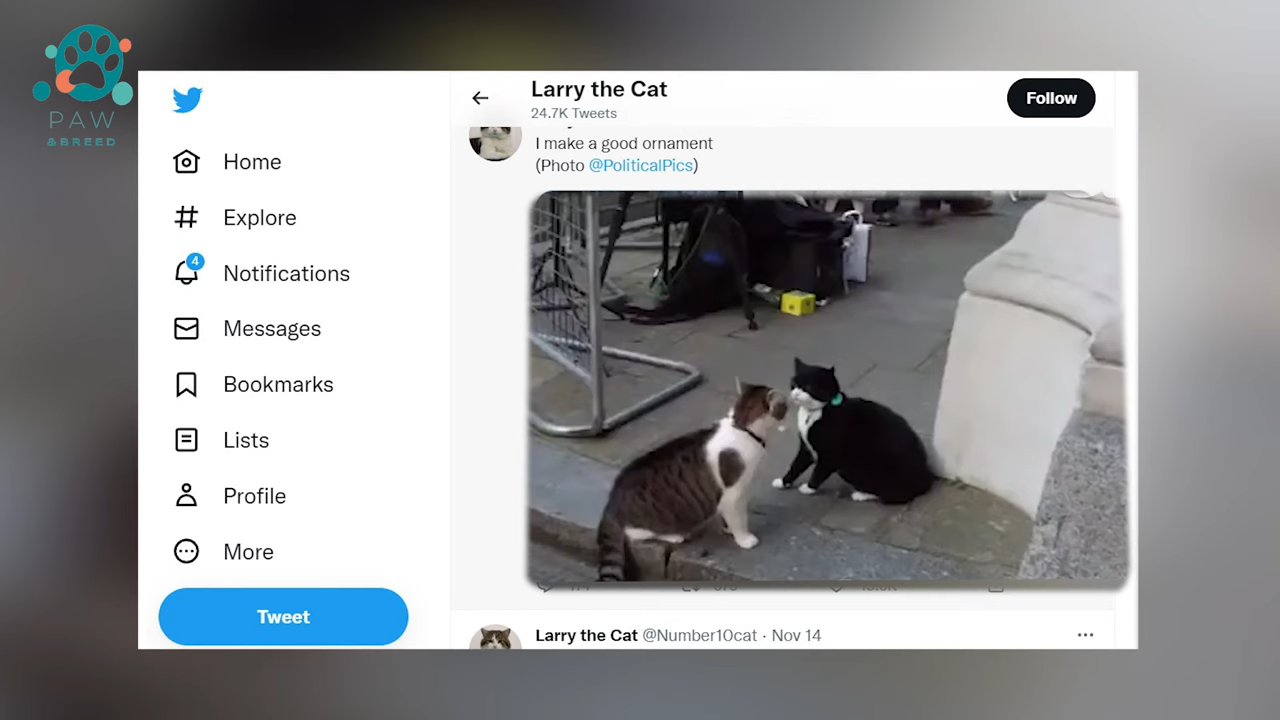 PAW
&BREED
Larry the Cat
24.7K Tweets
Follow
Home
Explore
4
Notifications
Messages
Bookmarks
Lists
Profile
More
Tweet
I make a good ornament
(Photo @PoliticalPics)
Larry the Cat @Number10cat · Nov 14